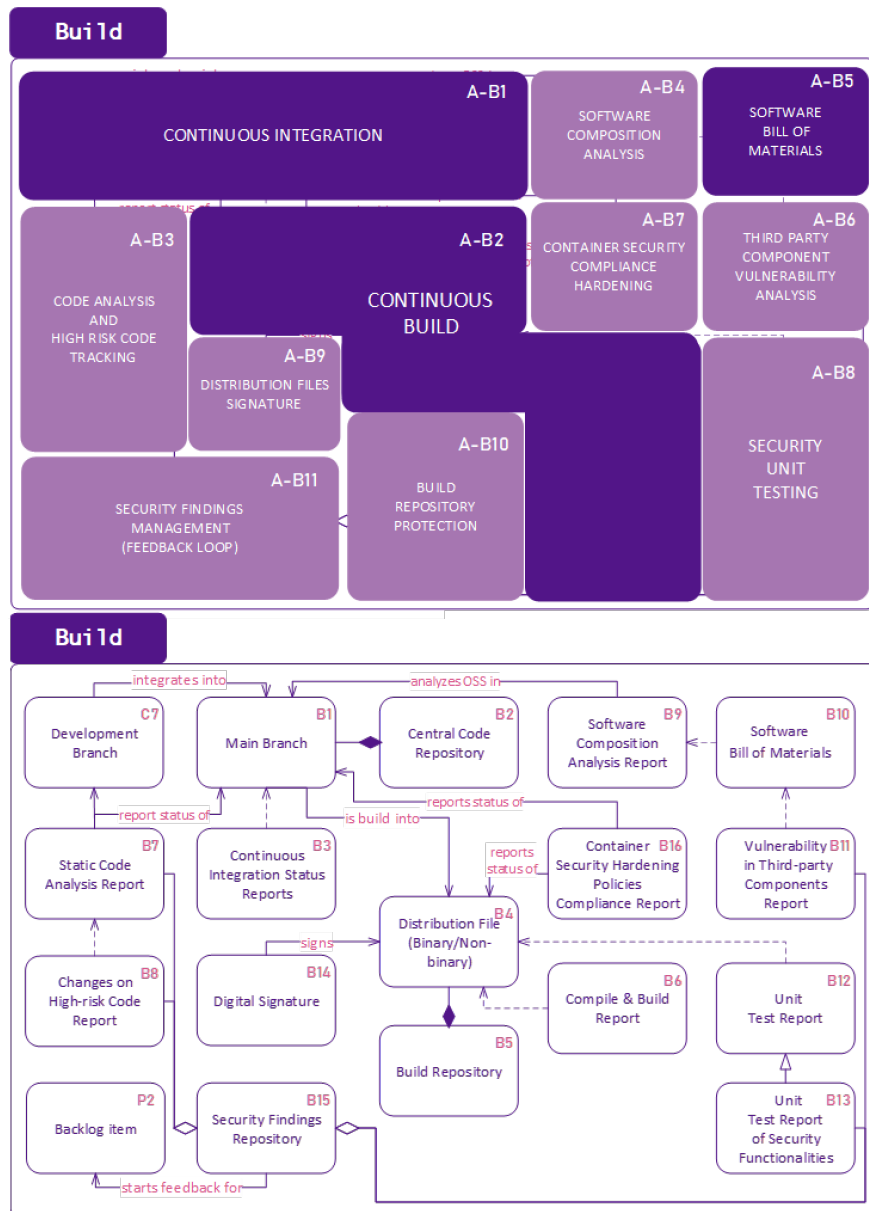 Build
A-B1
CONTINUOUS INTEGRATION
A-B4
SOFTWARE
COMPOSITION
ANALYSIS
A-B5
SOFTWARE
BILL OF
MATERIALS
report status of
A-B3
CODE ANALYSIS
AND
HIGH RISK CODE
TRACKING
A-B2
CONTINUOUS
BUILD
A-B7
CONTAINER SECURITY
COMPLIANCE
HARDENING
A-B6
THIRD PARTY
COMPONENT
VULNERABILITY
ANALYSIS
signs
A-B9
DISTRIBUTION FILES
SIGNATURE
A-B8
SECURITY
UNIT
TESTING
A-B11
SECURITY FINDINGS
MANAGEMENT
(FEEDBACK LOOP)
A-B10
BUILD
REPOSITORY
PROTECTION
Build
integrates into
analyzes OSS in
C7
Development
Branch
B1
Main Branch
B2
Central Code
Repository
B9
Software
Composition
Analysis Report
B10
Software
Bill of Materials
report status of
is build into
reports status of
B7
Static Code
Analysis Report
B3
Continuous
Integration Status
Reports
reports
status of
B16
Container
Security Hardening
Policies
Compliance Report
B11
Vulnerability
in Third-party
Components
Report
B4
Distribution File
(Binary/Non-
binary)
signs
B8
Changes on
High-risk Code
Report
B14
Digital Signature
B6
Compile & Build
Report
B12
Unit
Test Report
B5
Build Repository
P2
Backlog item
B15
Security Findings
Repository
B13
Unit
Test Report
of Security
Functionalities
starts feedback for